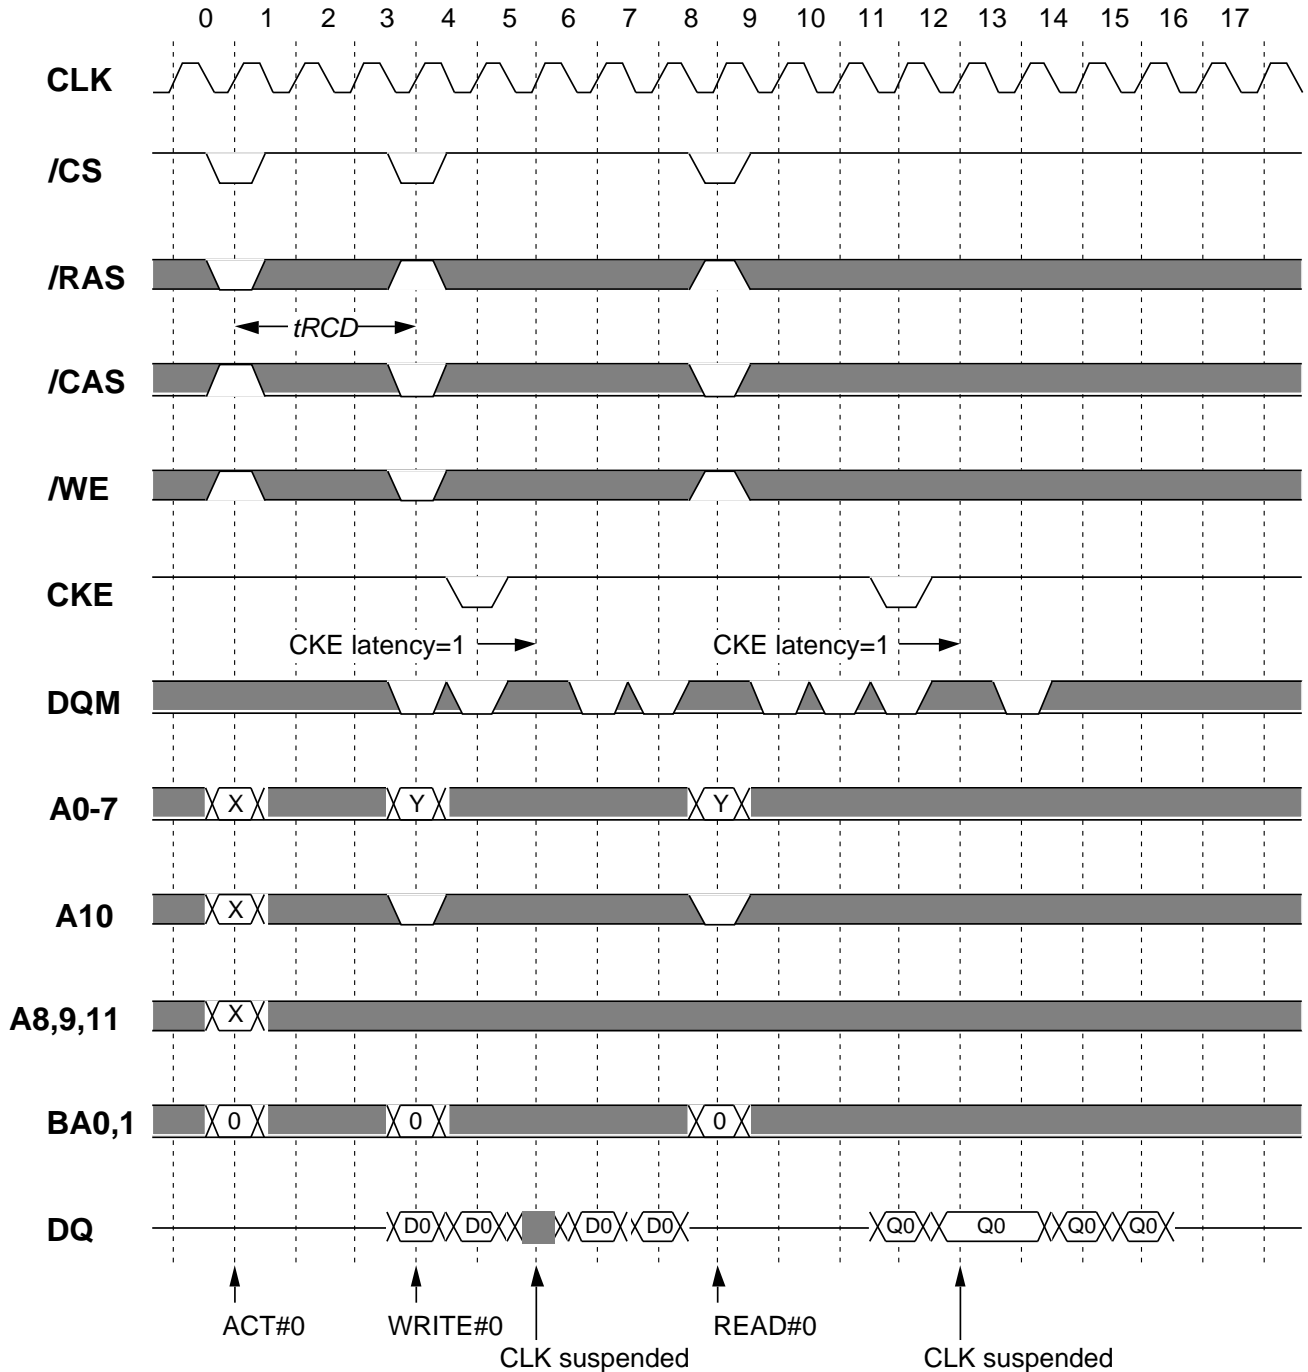 0 1 2 3 4 5 6 7 8 9 10 11 12 13 14 15 16 17
CLK
/CS
/RAS
tRCD
/CAS
/WE
CKE
CKE latency=1 CKE latency=1
DQM
A0-7 X Y Y
A10 X
A8,9,11 X
BA0,1 0 0 0
DQ D0 D0 D0 D0 Q0 Q0 Q0 Q0
ACT#0 WRITE#0 READ#0
CLK suspended CLK suspended